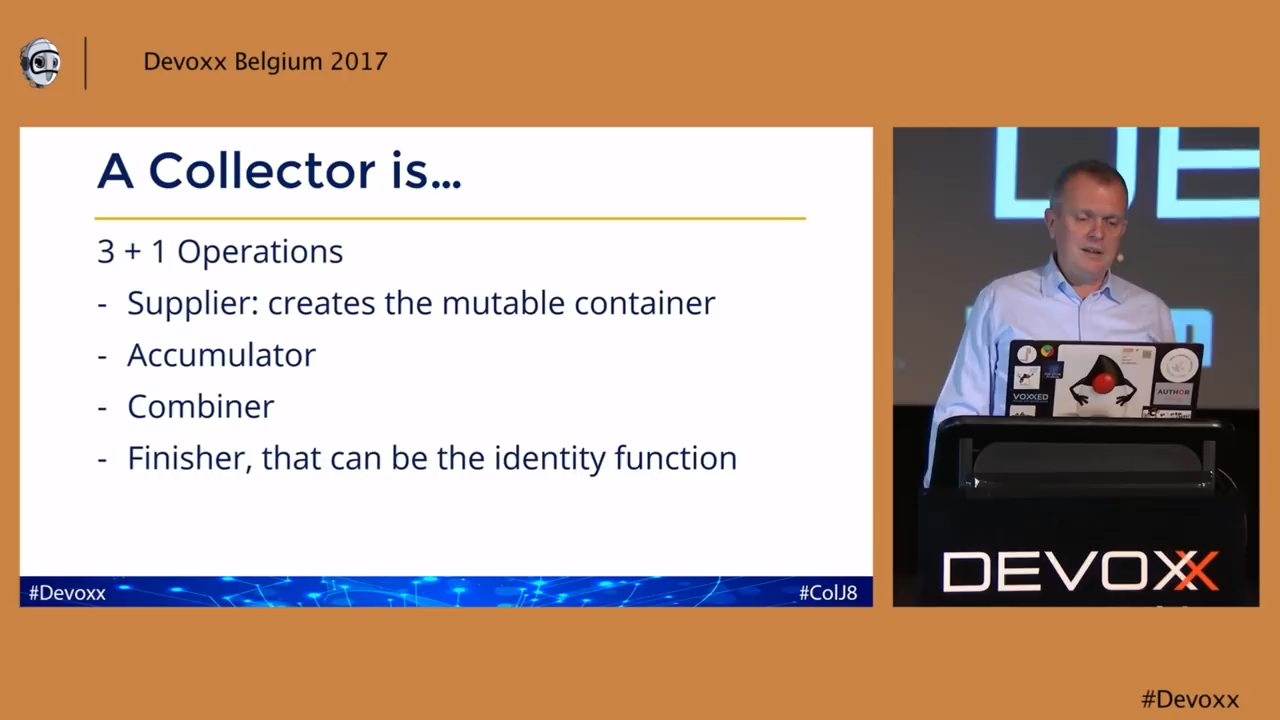 Devoxx Belgium 2017
A Collector is…
3 + 1 Operations
- Supplier: creates the mutable container
- Accumulator
- Combiner
- Finisher, that can be the identity function
#Devoxx
#ColJ8
DE
VOXXED
AUTHOR
DEVOXX
#Devoxx